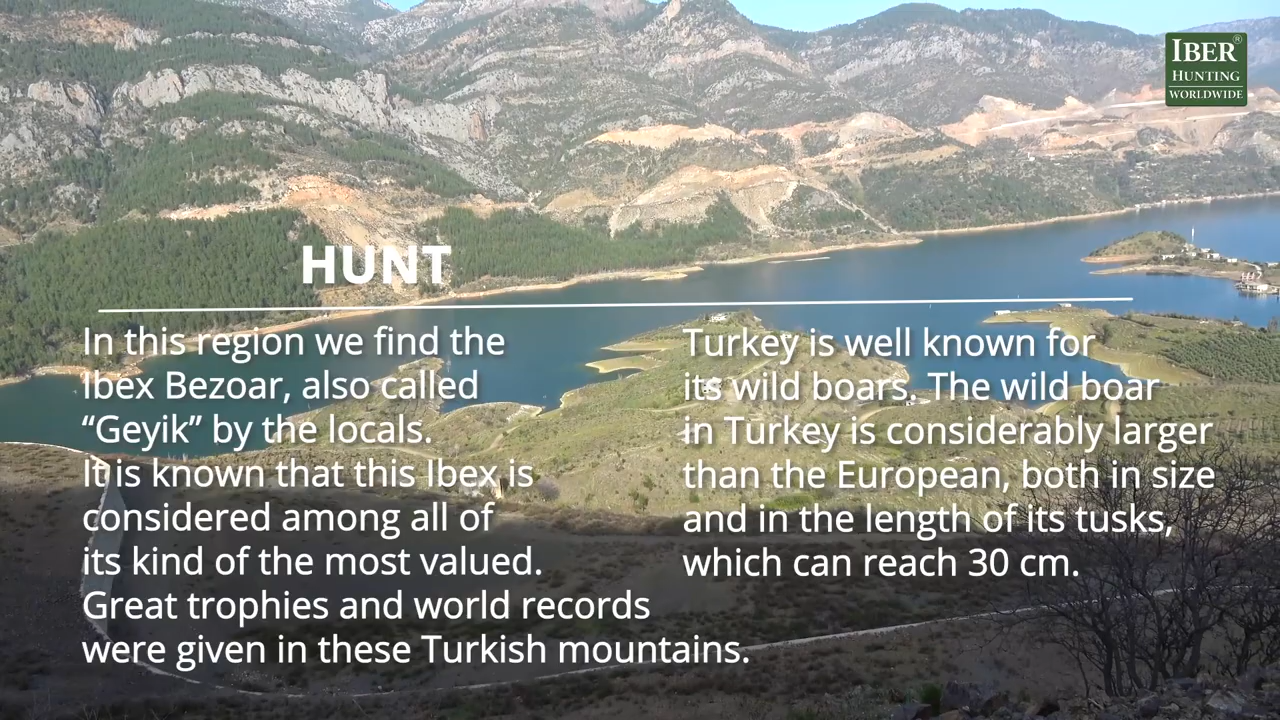 IBER®
HUNTING
WORLDWIDE
HUNT
In this region we find the
Ibex Bezoar, also called
“Geyik” by the locals.
It is known that this Ibex is
considered among all of
its kind of the most valued.
Great trophies and world records
were given in these Turkish mountains.
Turkey is well known for
its wild boars. The wild boar
in Turkey is considerably larger
than the European, both in size
and in the length of its tusks,
which can reach 30 cm.